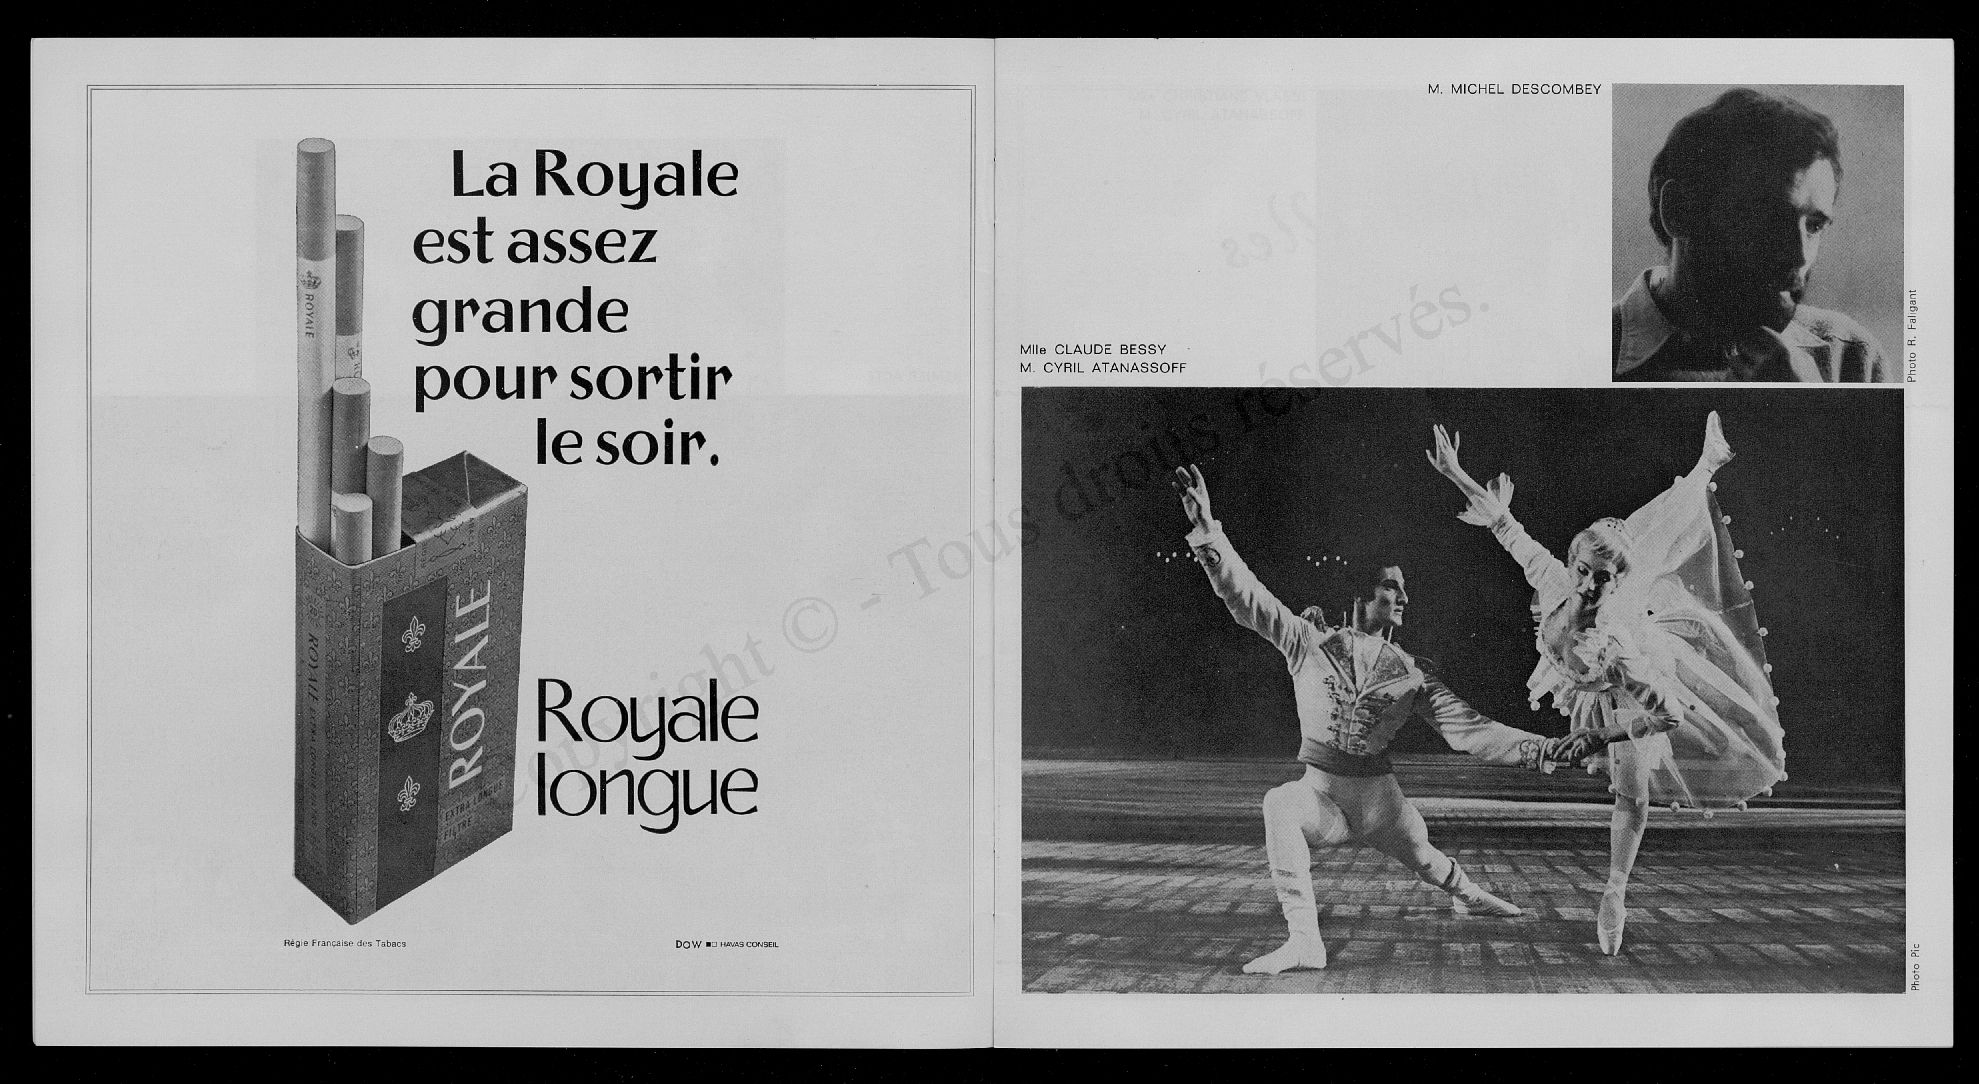 La Royale
est assez
grande
pour sortir
le soir.
ROYALE
ROYALE
ROYALE
EXTRA LONGUE
FILTRE
Royale
longue
Régie Française des Tabacs
DOW HAVAS CONSEIL
M. MICHEL DESCOMBEY
Photo R. Faligant
Mlle CLAUDE BESSY
M. CYRIL ATANASSOFF
Photo Pic
Copyright © - Tous droits réservés.